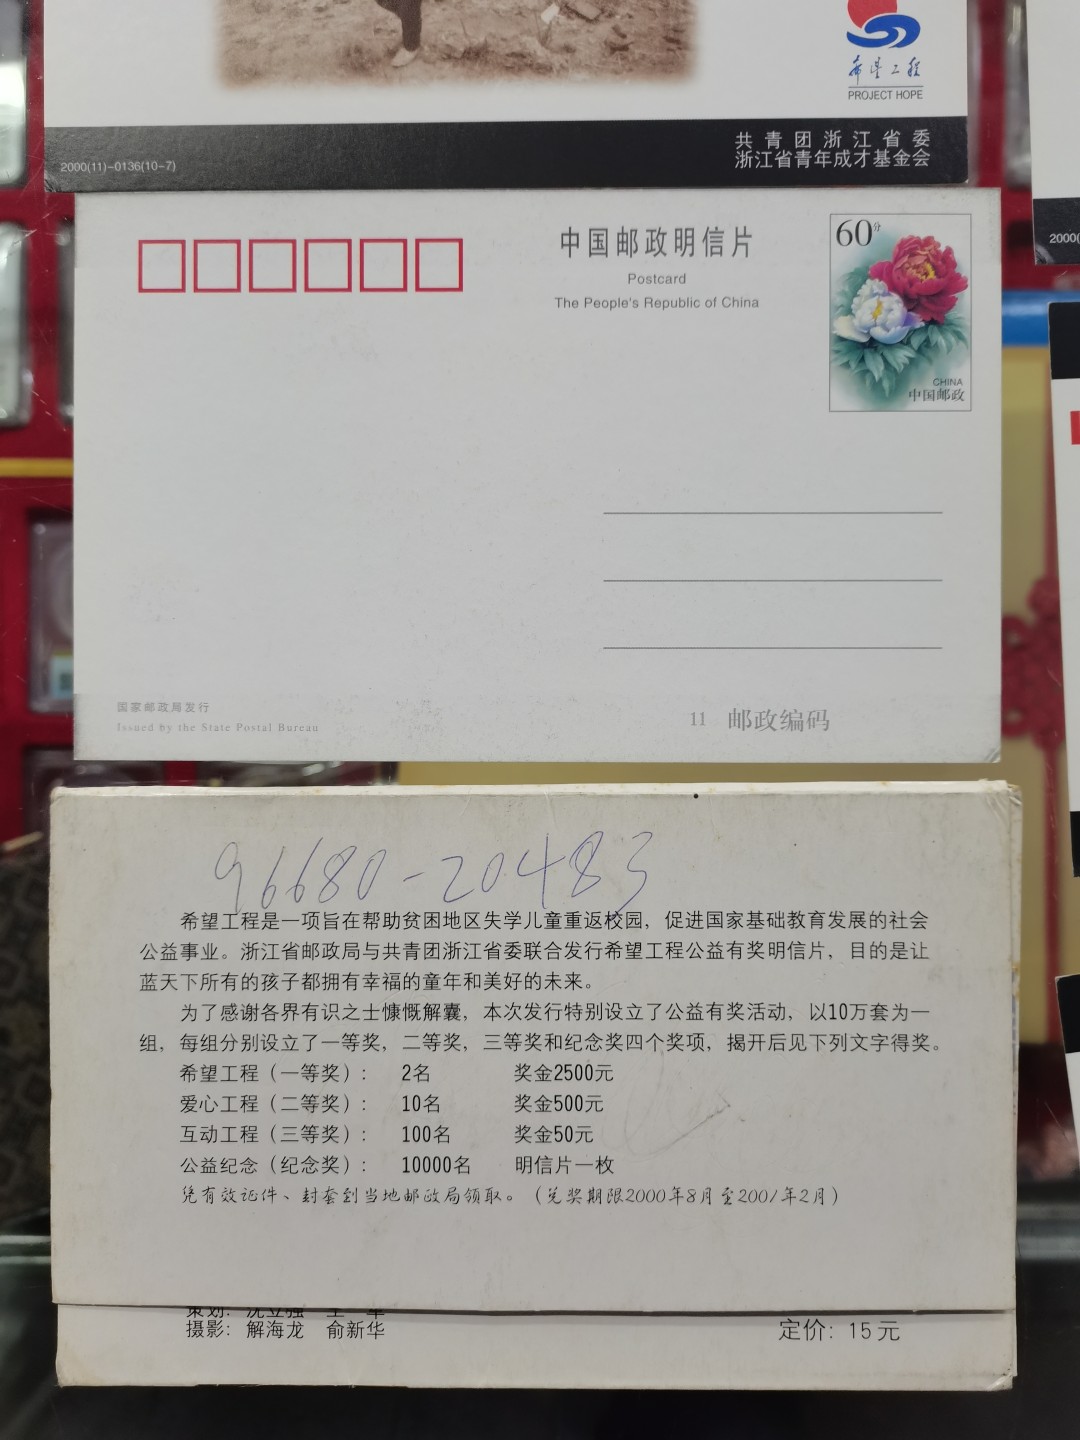 希望工程
PROJECT HOPE
共青团浙江省委
浙江省青年成才基金会
2000(11)-0136(10-7)
2000(
中国邮政明信片
Postcard
The People's Republic of China
60分
CHINA
中国邮政
国家邮政局发行
Issued by the State Postal Bureau
11 邮政编码
96680-20483
希望工程是一项旨在帮助贫困地区失学儿童重返校园，促进国家基础教育发展的社会
公益事业。浙江省邮政局与共青团浙江省委联合发行希望工程公益有奖明信片，目的是让
蓝天下所有的孩子都拥有幸福的童年和美好的未来。
为了感谢各界有识之士慷慨解囊，本次发行特别设立了公益有奖活动，以10万套为一
组，每组分别设立了一等奖，二等奖，三等奖和纪念奖四个奖项，揭开后见下列文字得奖。
希望工程（一等奖）： 2名 奖金2500元
爱心工程（二等奖）： 10名 奖金500元
互动工程（三等奖）： 100名 奖金50元
公益纪念（纪念奖）： 10000名 明信片一枚
凭有效证件、封套到当地邮政局领取。（兑奖期限2000年8月至2001年2月）
摄影：解海龙 俞新华
定价：15元